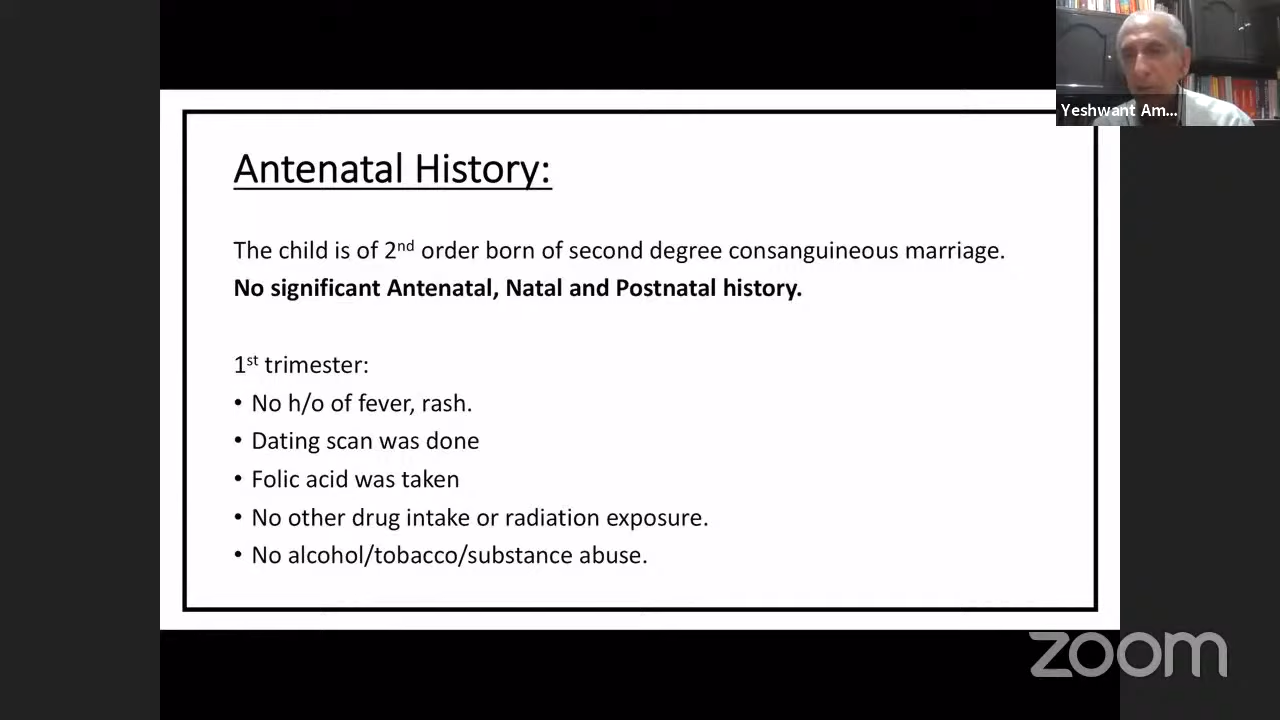 Yeshwant Am...
Antenatal History:
The child is of 2nd order born of second degree consanguineous marriage.
No significant Antenatal, Natal and Postnatal history.
1st trimester:
• No h/o of fever, rash.
• Dating scan was done
• Folic acid was taken
• No other drug intake or radiation exposure.
• No alcohol/tobacco/substance abuse.
zoom